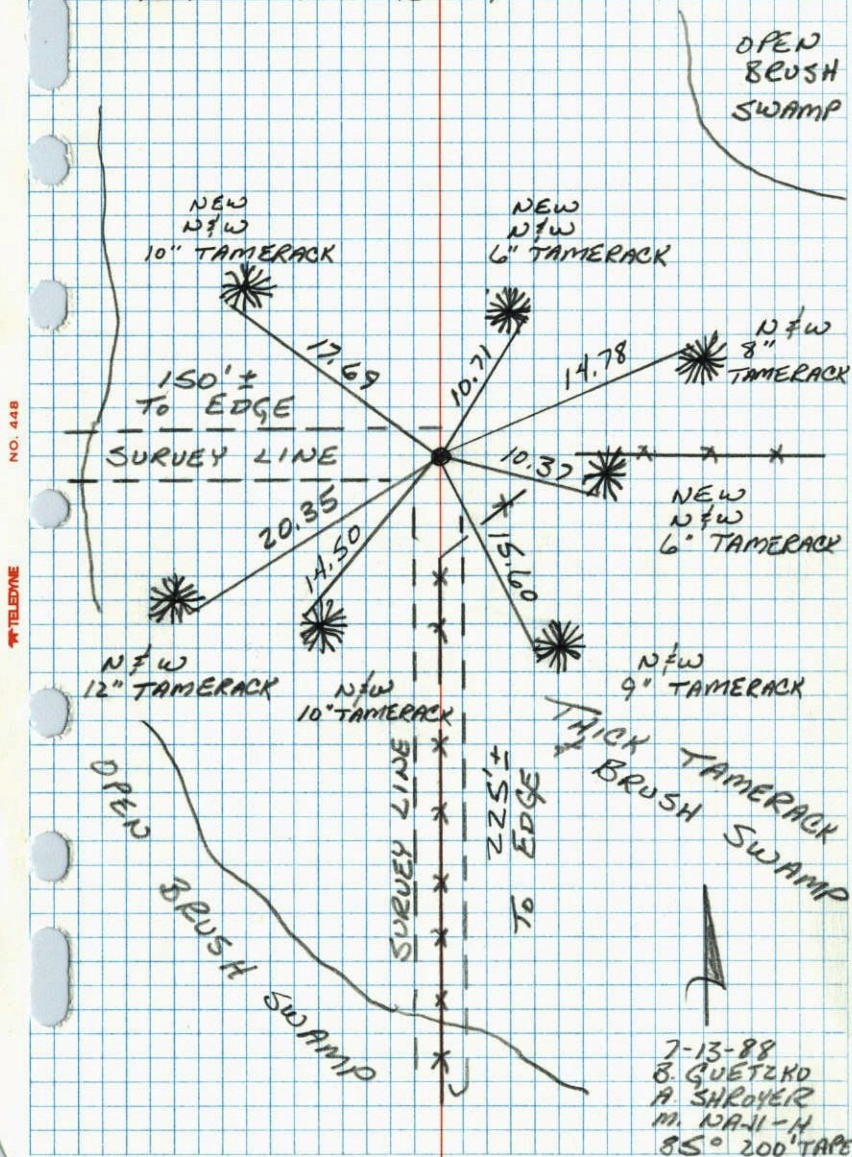 OPEN
BRUSH
SWAMP
NEW
N&W
10" TAMERACK
NEW
N&W
6" TAMERACK
N&W
8"
TAMERACK
17.69
10.71
14.78
150'±
TO EDGE
SURVEY LINE
10.37
NEW
N&W
6" TAMERACK
20.35
14.50
15.60
N&W
12" TAMERACK
N&W
10" TAMERACK
N&W
9" TAMERACK
THICK TAMERACK
& BRUSH SWAMP
OPEN
BRUSH SWAMP
SURVEY LINE
225'±
TO EDGE
NO. 448
TELEDYNE
7-13-88
B. GUETZKO
A. SHROYER
85° 200' TAPE